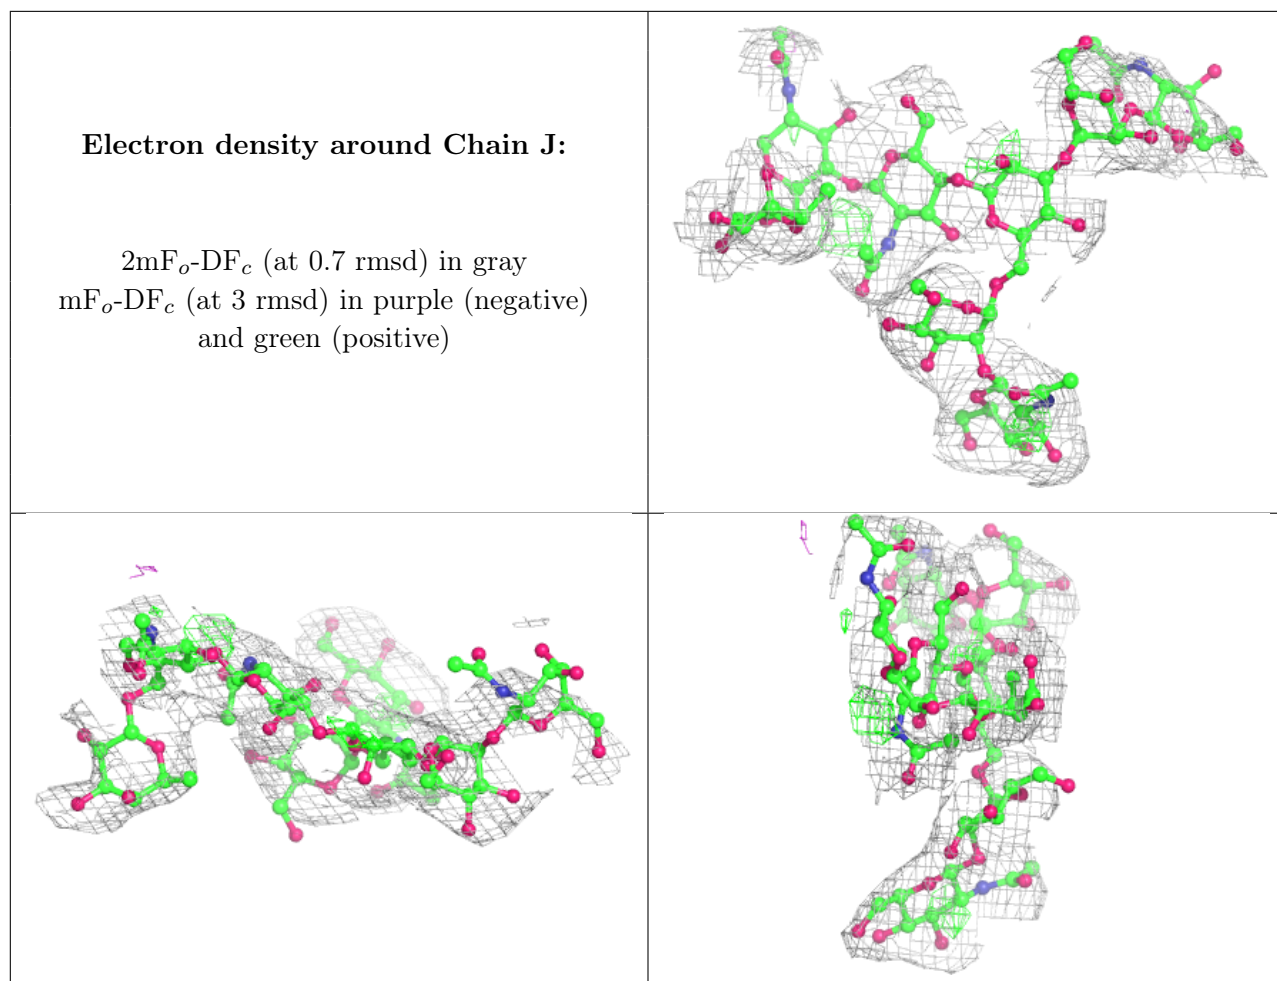 Electron density around Chain J:
2mFo-DFc (at 0.7 rmsd) in gray
mFo-DFc (at 3 rmsd) in purple (negative)
and green (positive)